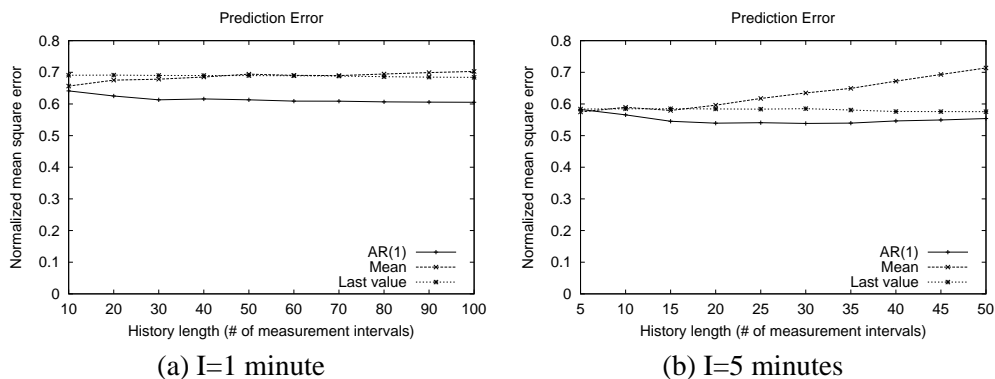 Prediction Error
0.8
0.7
0.6
0.5
0.4
0.3
0.2
0.1
0
Normalized mean square error
AR(1)
Mean
Last value
10 20 30 40 50 60 70 80 90 100
History length (# of measurement intervals)
(a) I=1 minute
Prediction Error
0.8
0.7
0.6
0.5
0.4
0.3
0.2
0.1
0
Normalized mean square error
AR(1)
Mean
Last value
5 10 15 20 25 30 35 40 45 50
History length (# of measurement intervals)
(b) I=5 minutes